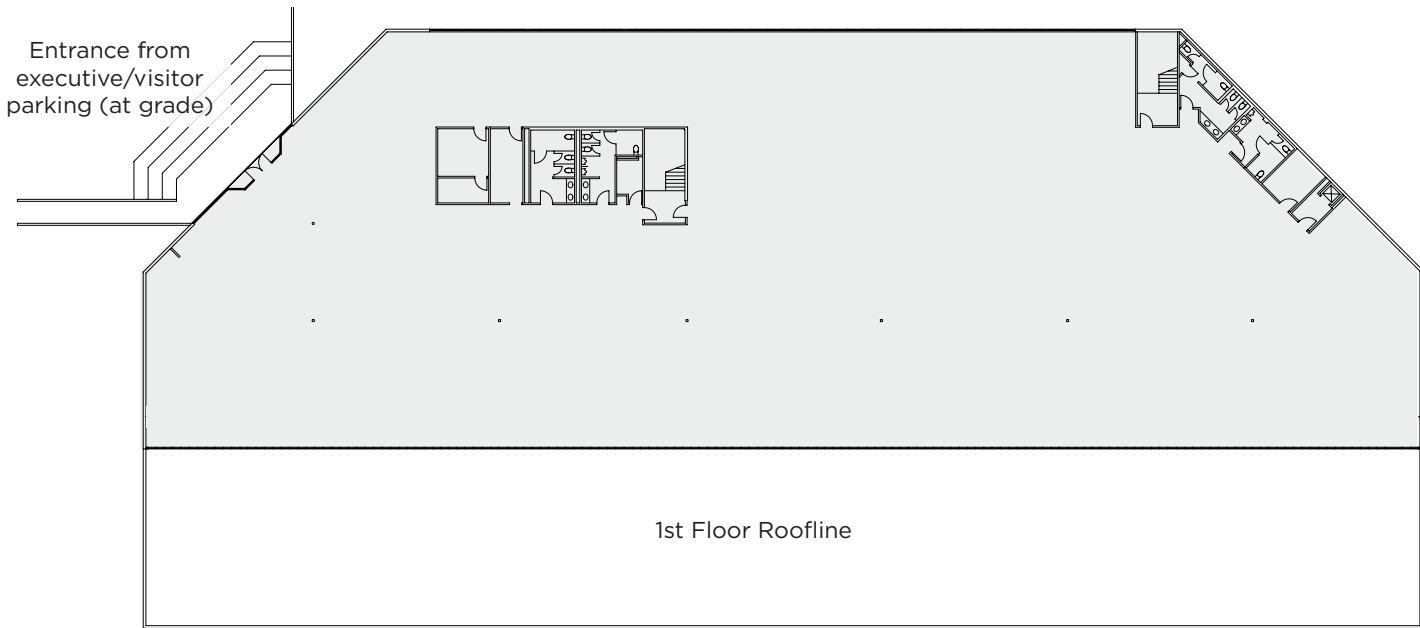 Entrance from
executive/visitor
parking (at grade)
1st Floor Roofline